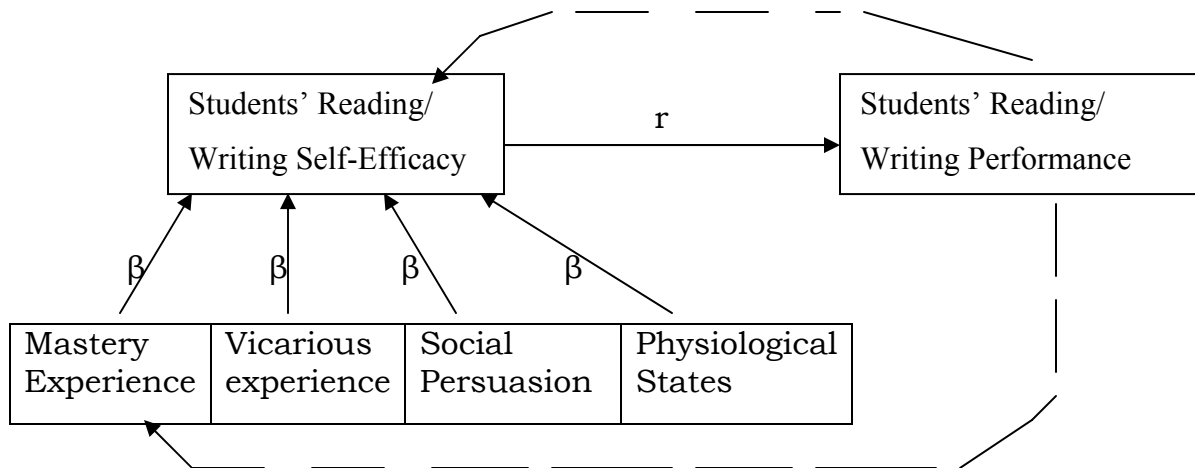 Students’ Reading/
Writing Self-Efficacy
r
Students’ Reading/
Writing Performance
β
β
β
β
Mastery
Experience
Vicarious
experience
Social
Persuasion
Physiological
States